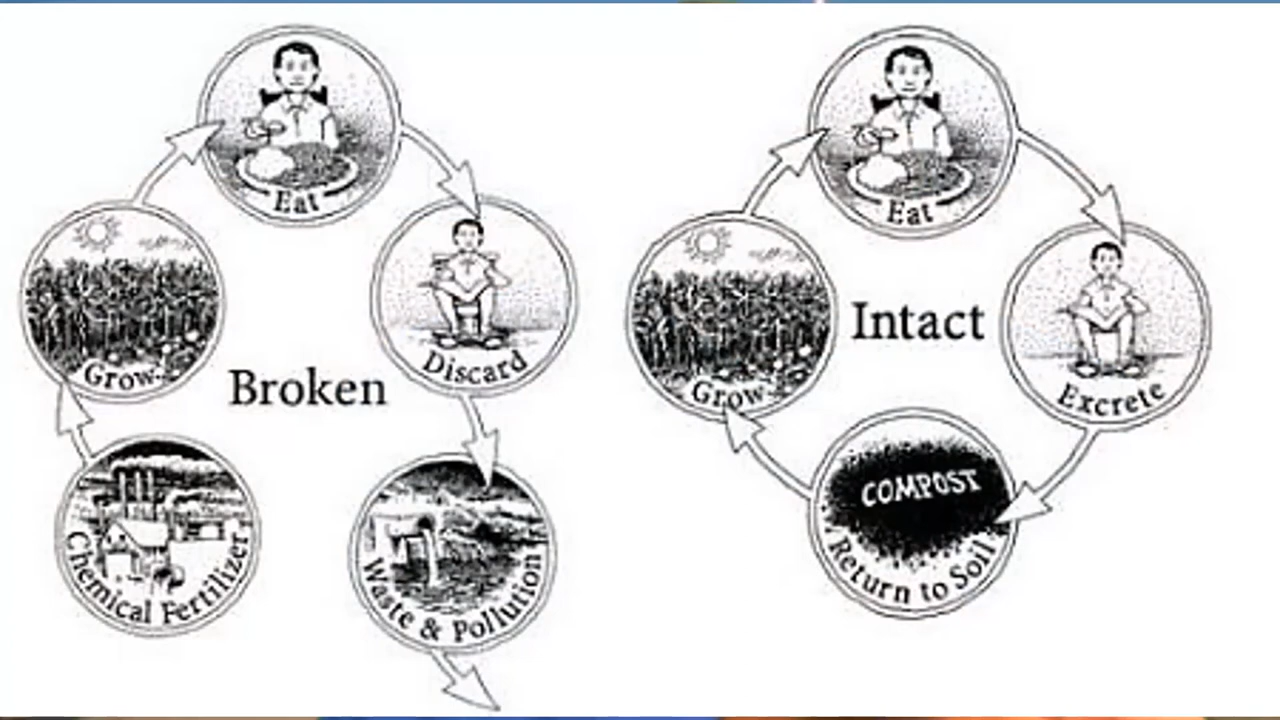 Eat
Discard
Grow
Broken
Chemical Fertilizer
Waste & Pollution
Eat
Excrete
Grow
Intact
COMPOST
Return to Soil